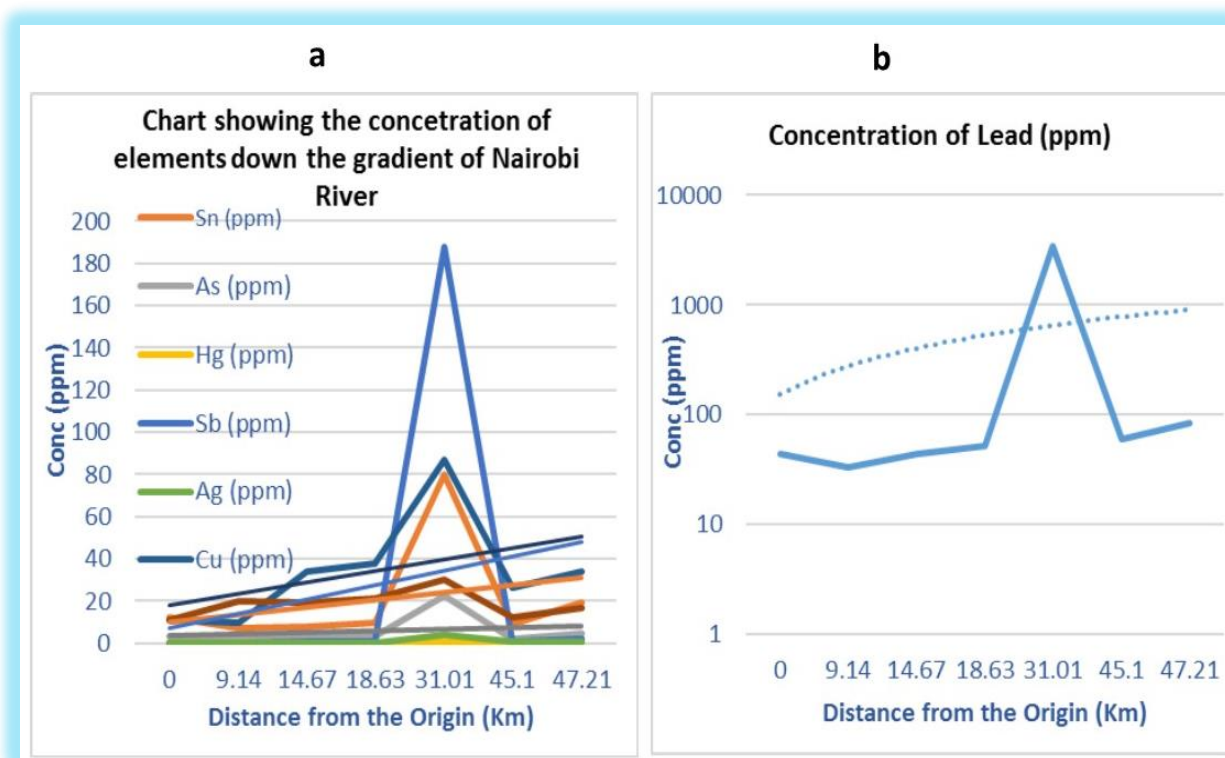 a
Chart showing the concetration of
elements down the gradient of Nairobi
River
200
180
160
140
120
100
80
60
40
20
0
Conc (ppm)
Sn (ppm)
As (ppm)
Hg (ppm)
Sb (ppm)
Ag (ppm)
Cu (ppm)
0 9.14 14.67 18.63 31.01 45.1 47.21
Distance from the Origin (Km)
b
Concentration of Lead (ppm)
10000
1000
100
10
1
Conc (ppm)
0 9.14 14.67 18.63 31.01 45.1 47.21
Distance from the Origin (Km)